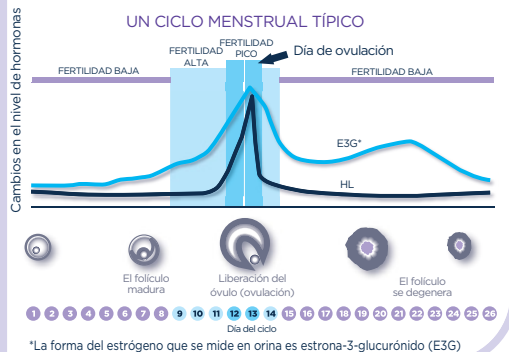 UN CICLO MENSTRUAL TÍPICO
Cambios en el nivel de hormonas
FERTILIDAD BAJA
FERTILIDAD
ALTA
FERTILIDAD
PICO
Día de ovulación
FERTILIDAD BAJA
E3G*
HL
El folículo
madura
Liberación del
óvulo (ovulación)
El folículo
se degenera
1 2 3 4 5 6 7 8 9 10 11 12 13 14 15 16 17 18 19 20 21 22 23 24 25 26
Día del ciclo
*La forma del estrógeno que se mide en orina es estrona-3-glucurónido (E3G)